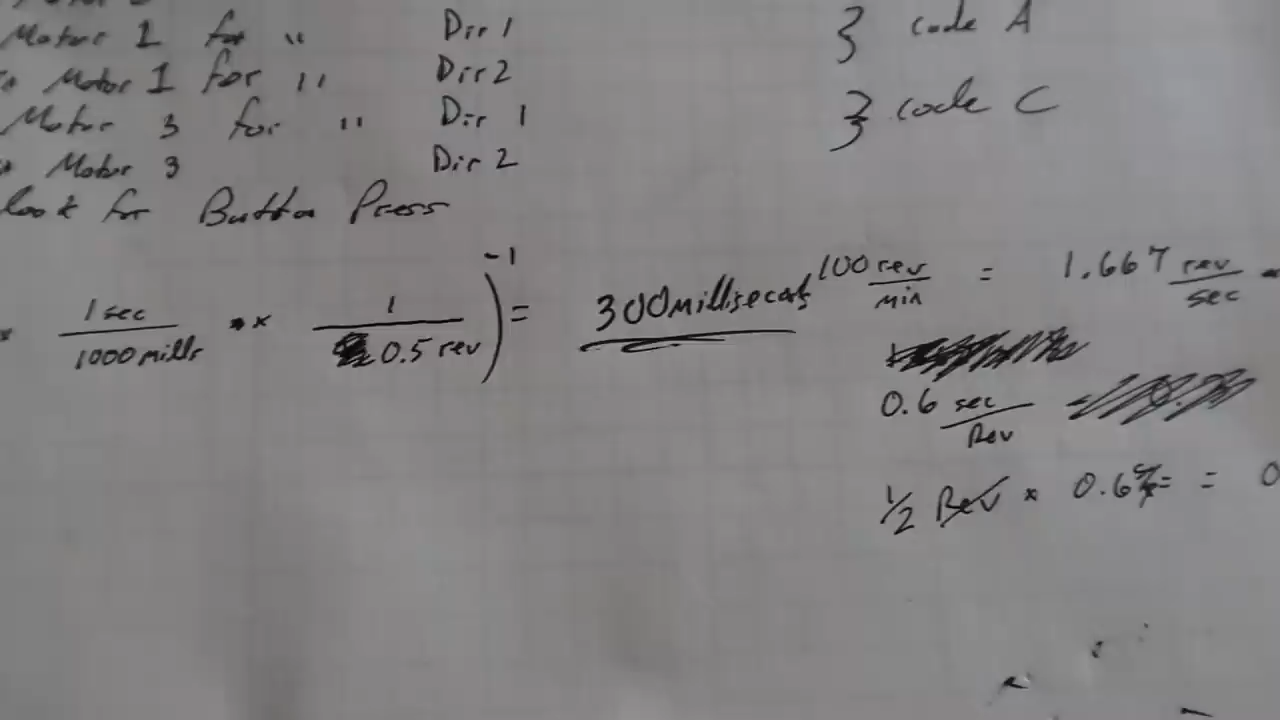 Motor 1 for " Dir 1 } code A
Motor 1 for " Dir 2
Motor 3 for " Dir 1 } code C
Motor 3 Dir 2
look for Button Press
1 sec / 1000 mills × 1 / 0.5 rev )⁻¹ = 300 millseconds
100 rev / min = 1.667 rev / sec
0.6 sec / Rev
1/2 Rev × 0.6 = 0